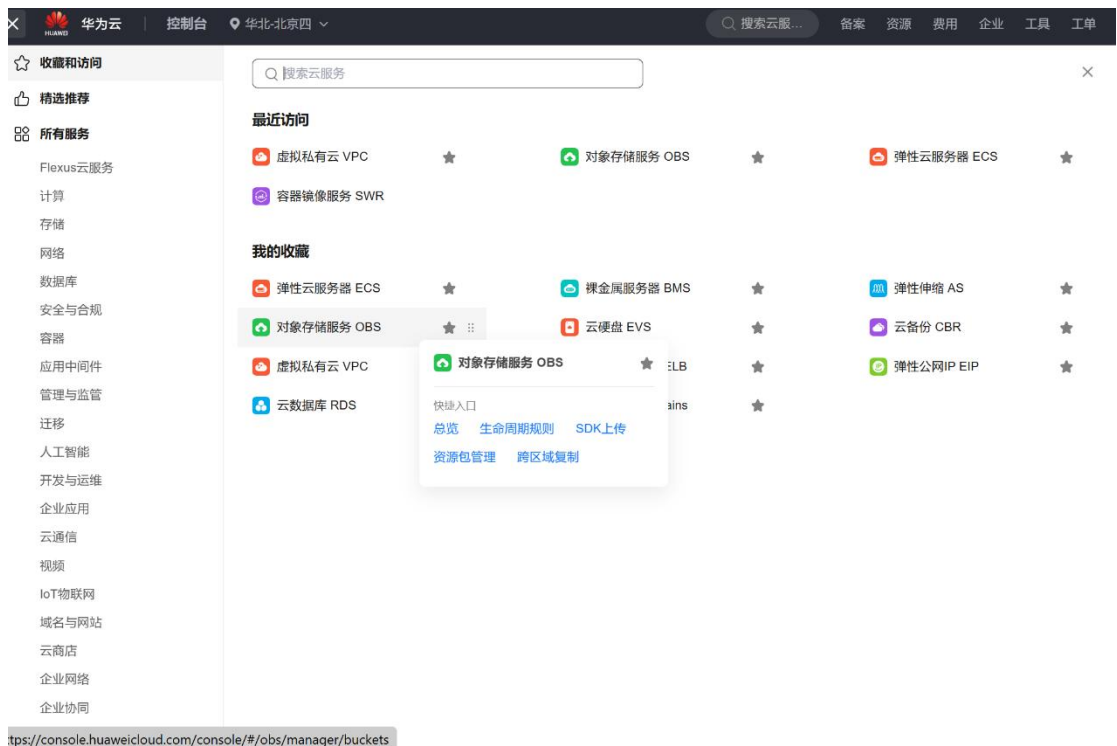 华为云 控制台 华北-北京四 搜索云服... 备案 资源 费用 企业 工具 工单
HUAWEI
收藏和访问
搜索云服务
精选推荐
最近访问
所有服务
虚拟私有云 VPC 对象存储服务 OBS 弹性云服务器 ECS
Flexus云服务
计算
容器镜像服务 SWR
存储
网络
我的收藏
数据库
弹性云服务器 ECS 裸金属服务器 BMS 弹性伸缩 AS
安全与合规
对象存储服务 OBS 云硬盘 EVS 云备份 CBR
容器
应用中间件
虚拟私有云 VPC 对象存储服务 OBS ELB 弹性公网IP EIP
管理与监管
云数据库 RDS 快捷入口 ains
迁移
总览 生命周期规则 SDK上传
人工智能
资源包管理 跨区域复制
开发与运维
企业应用
云通信
视频
IoT物联网
域名与网站
云商店
企业网络
企业协同
tps://console.huaweicloud.com/console/#/obs/manager/buckets